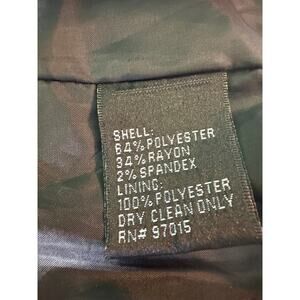 SHELL:
64% POLYESTER
34% RAYON
2% SPANDEX
LINING:
100% POLYESTER
DRY CLEAN ONLY
RN# 97015